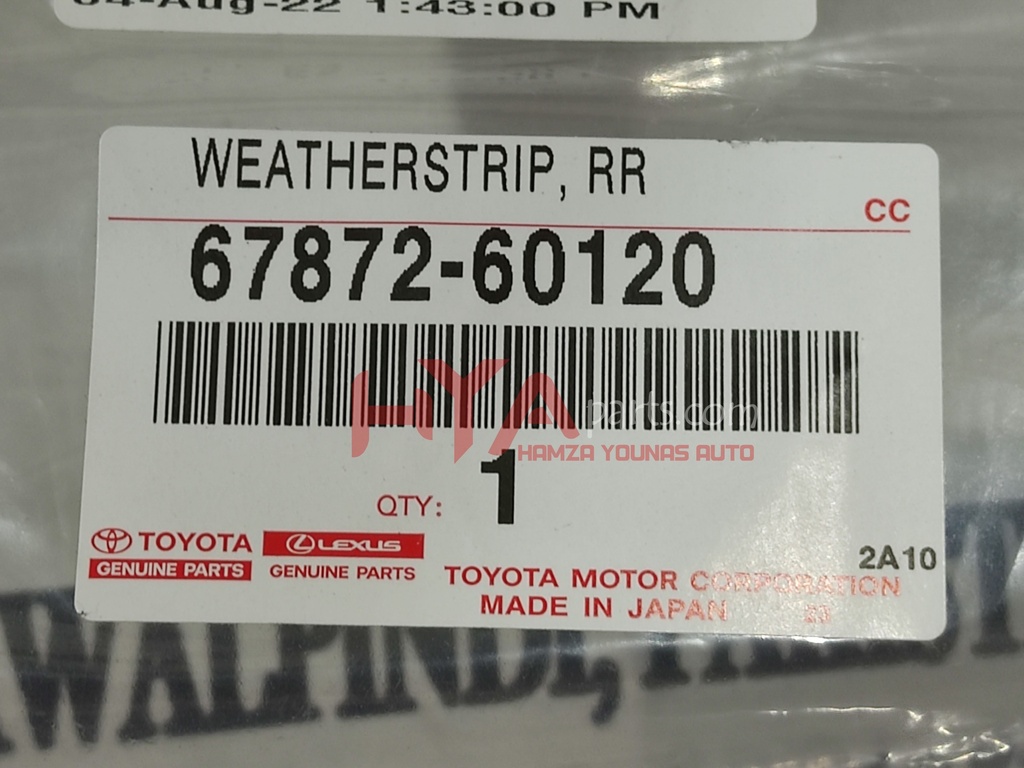 04-Aug-22 1:43:00 PM
WEATHERSTRIP, RR
CC
67872-60120
HYA parts.com
HAMZA YOUNAS AUTO
QTY: 1
TOYOTA LEXUS
GENUINE PARTS GENUINE PARTS
2A10
TOYOTA MOTOR CORPORATION
MADE IN JAPAN 23